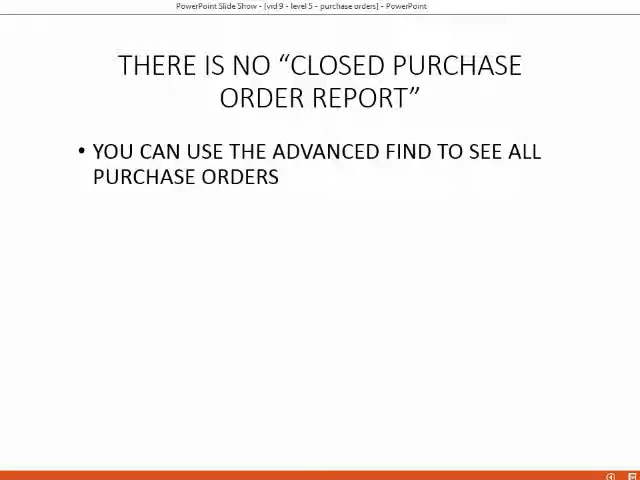 PowerPoint Slide Show - [vid 9 - level 5 - purchase orders] - PowerPoint
THERE IS NO “CLOSED PURCHASE
ORDER REPORT”
• YOU CAN USE THE ADVANCED FIND TO SEE ALL
PURCHASE ORDERS